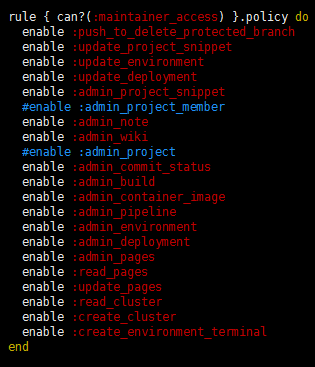 rule { can?(:maintainer_access) }.policy do
  enable :push_to_delete_protected_branch
  enable :update_project_snippet
  enable :update_environment
  enable :update_deployment
  enable :admin_project_snippet
  #enable :admin_project_member
  enable :admin_note
  enable :admin_wiki
  #enable :admin_project
  enable :admin_commit_status
  enable :admin_build
  enable :admin_container_image
  enable :admin_pipeline
  enable :admin_environment
  enable :admin_deployment
  enable :admin_pages
  enable :read_pages
  enable :update_pages
  enable :read_cluster
  enable :create_cluster
  enable :create_environment_terminal
end